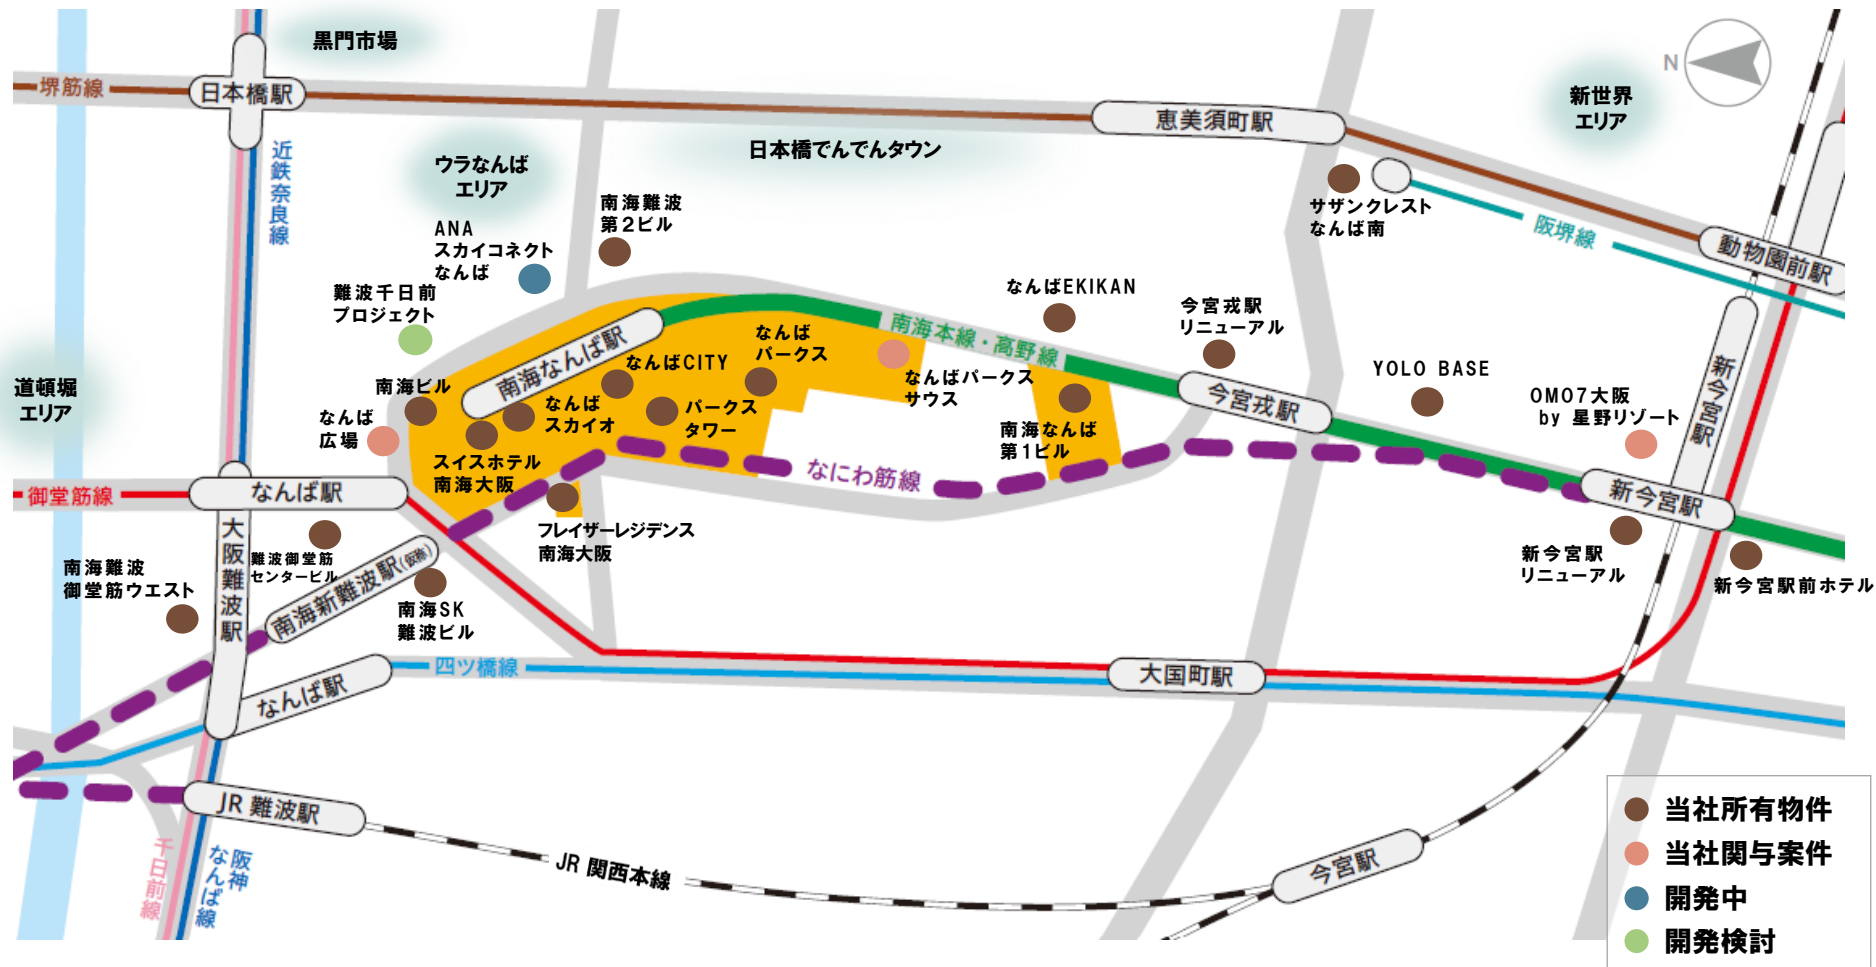 黒門市場
N
堺筋線
日本橋駅
恵美須町駅
新世界
エリア
近鉄奈良線
ウラなんば
エリア
日本橋でんでんタウン
南海難波
第2ビル
サザンクレスト
なんば南
阪堺線
動物園前駅
ANA
スカイコネクト
なんば
難波千日前
プロジェクト
なんばEKIKAN
今宮戎駅
リニューアル
南海本線・高野線
南海なんば駅
なんば
パークス
なんばCITY
なんばパークス
サウス
YOLO BASE
OMO7大阪
by 星野リゾート
新今宮駅
道頓堀
エリア
南海ビル
なんば
広場
なんば
スカイオ
パークス
タワー
今宮戎駅
南海なんば
第1ビル
スイスホテル
南海大阪
なにわ筋線
御堂筋線
なんば駅
新今宮駅
フレイザーレジデンス
南海大阪
大阪難波駅
難波御堂筋
センタービル
南海新難波駅(仮称)
南海難波
御堂筋ウエスト
新今宮駅
リニューアル
新今宮駅前ホテル
南海SK
難波ビル
四ツ橋線
なんば駅
大国町駅
JR 難波駅
JR 関西本線
今宮駅
千日前線
阪神
なんば線
当社所有物件
当社関与案件
開発中
開発検討